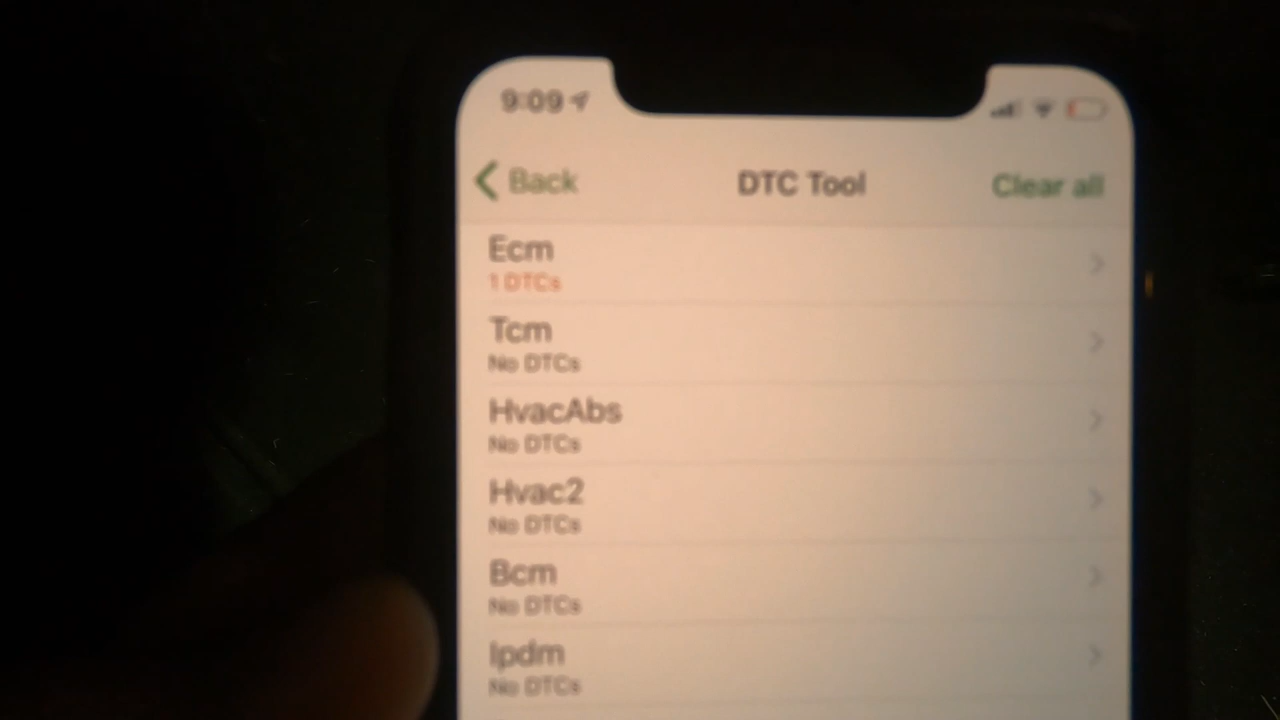 9:09
Back DTC Tool Clear all
Ecm
1 DTCs
Tcm
No DTCs
HvacAbs
No DTCs
Hvac2
No DTCs
Bcm
No DTCs
Ipdm
No DTCs